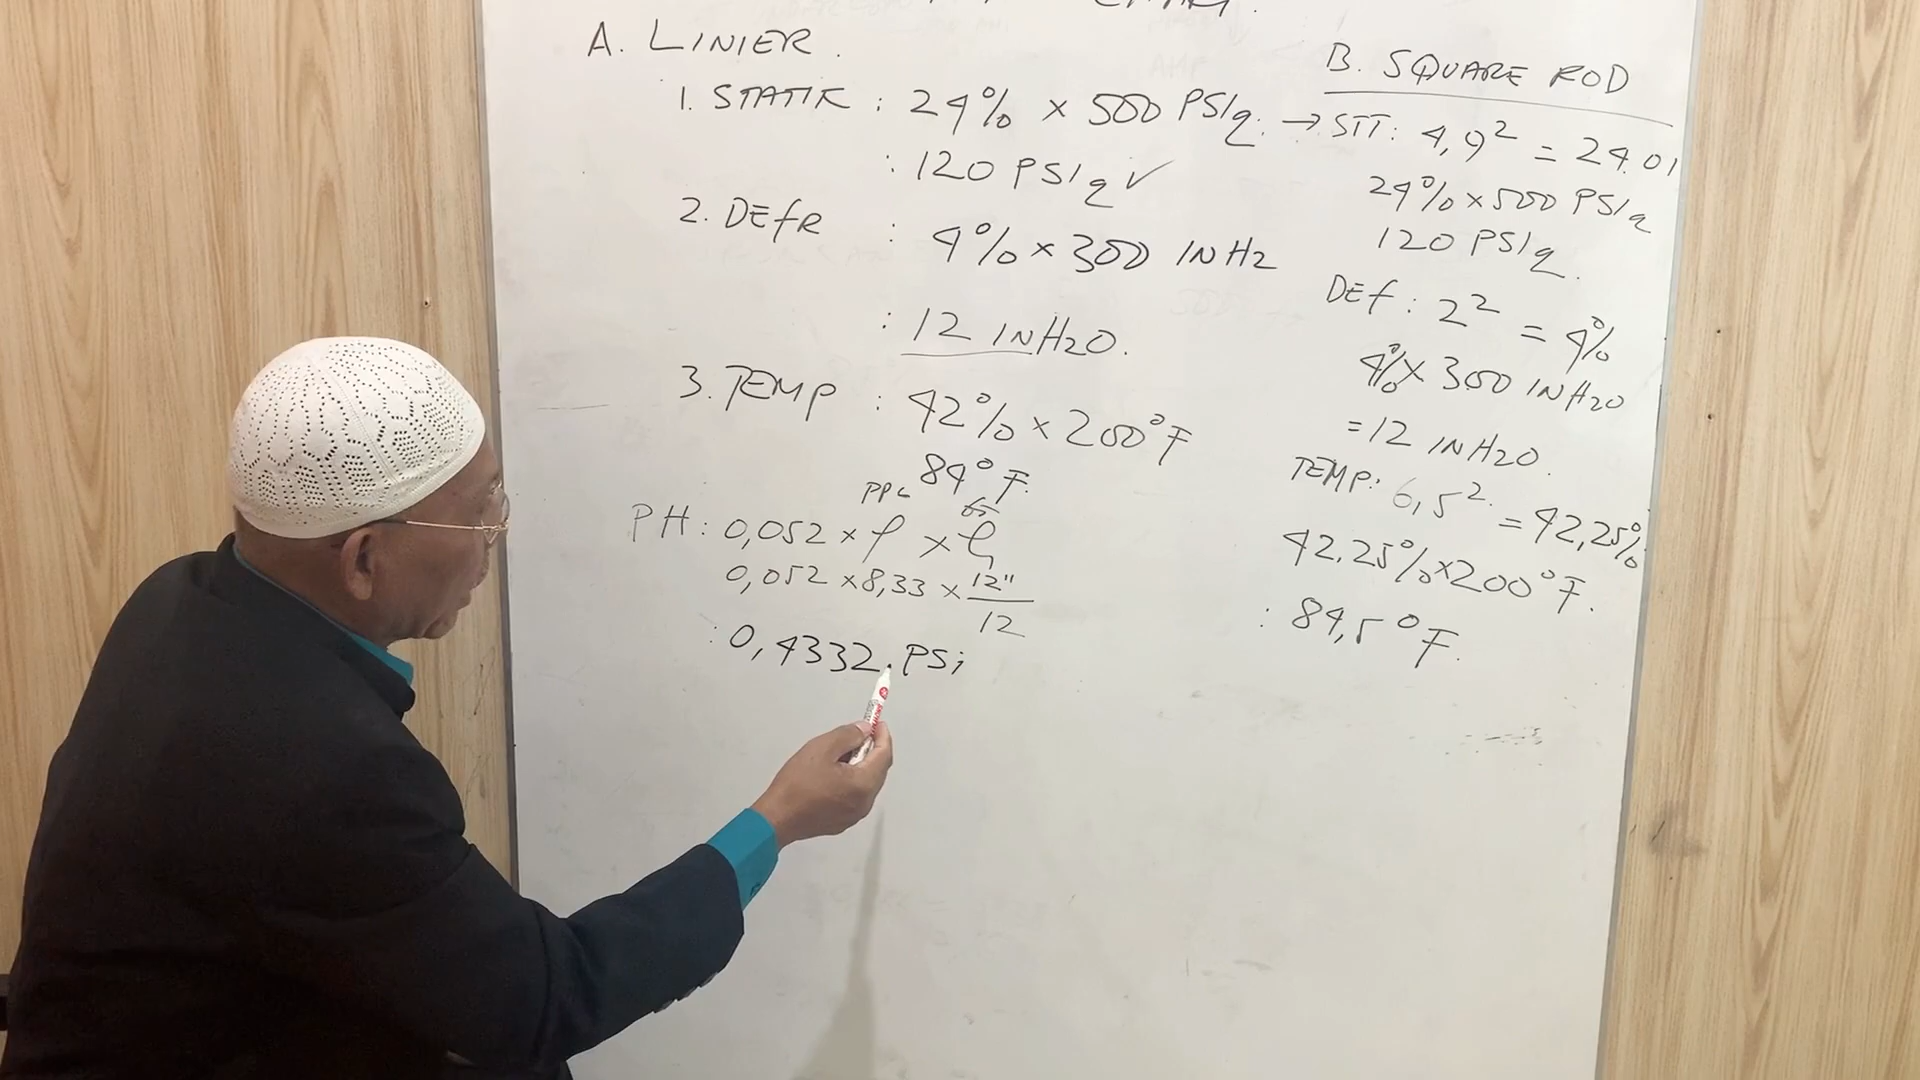 A. LINIER.
1. STATIK : 24% × 500 PSIg.
: 120 PSIg ✓
2. DEfR : 4% × 300 INH2
: 12 INH2O.
3. TEMP : 42% × 200°F
84°F.
PH : 0,052 × ρ × h
0,052 × 8,33 × 12"/12
: 0,4332. PSi
B. SQUARE ROD
→ STT: 4,9² = 24.01
24% × 500 PSIg
120 PSIg.
DEf : 2² = 4%
4% × 300 INH2O
= 12 INH2O.
TEMP: 6,5² = 42,25%
42.25% × 200°F.
: 84,5°F.